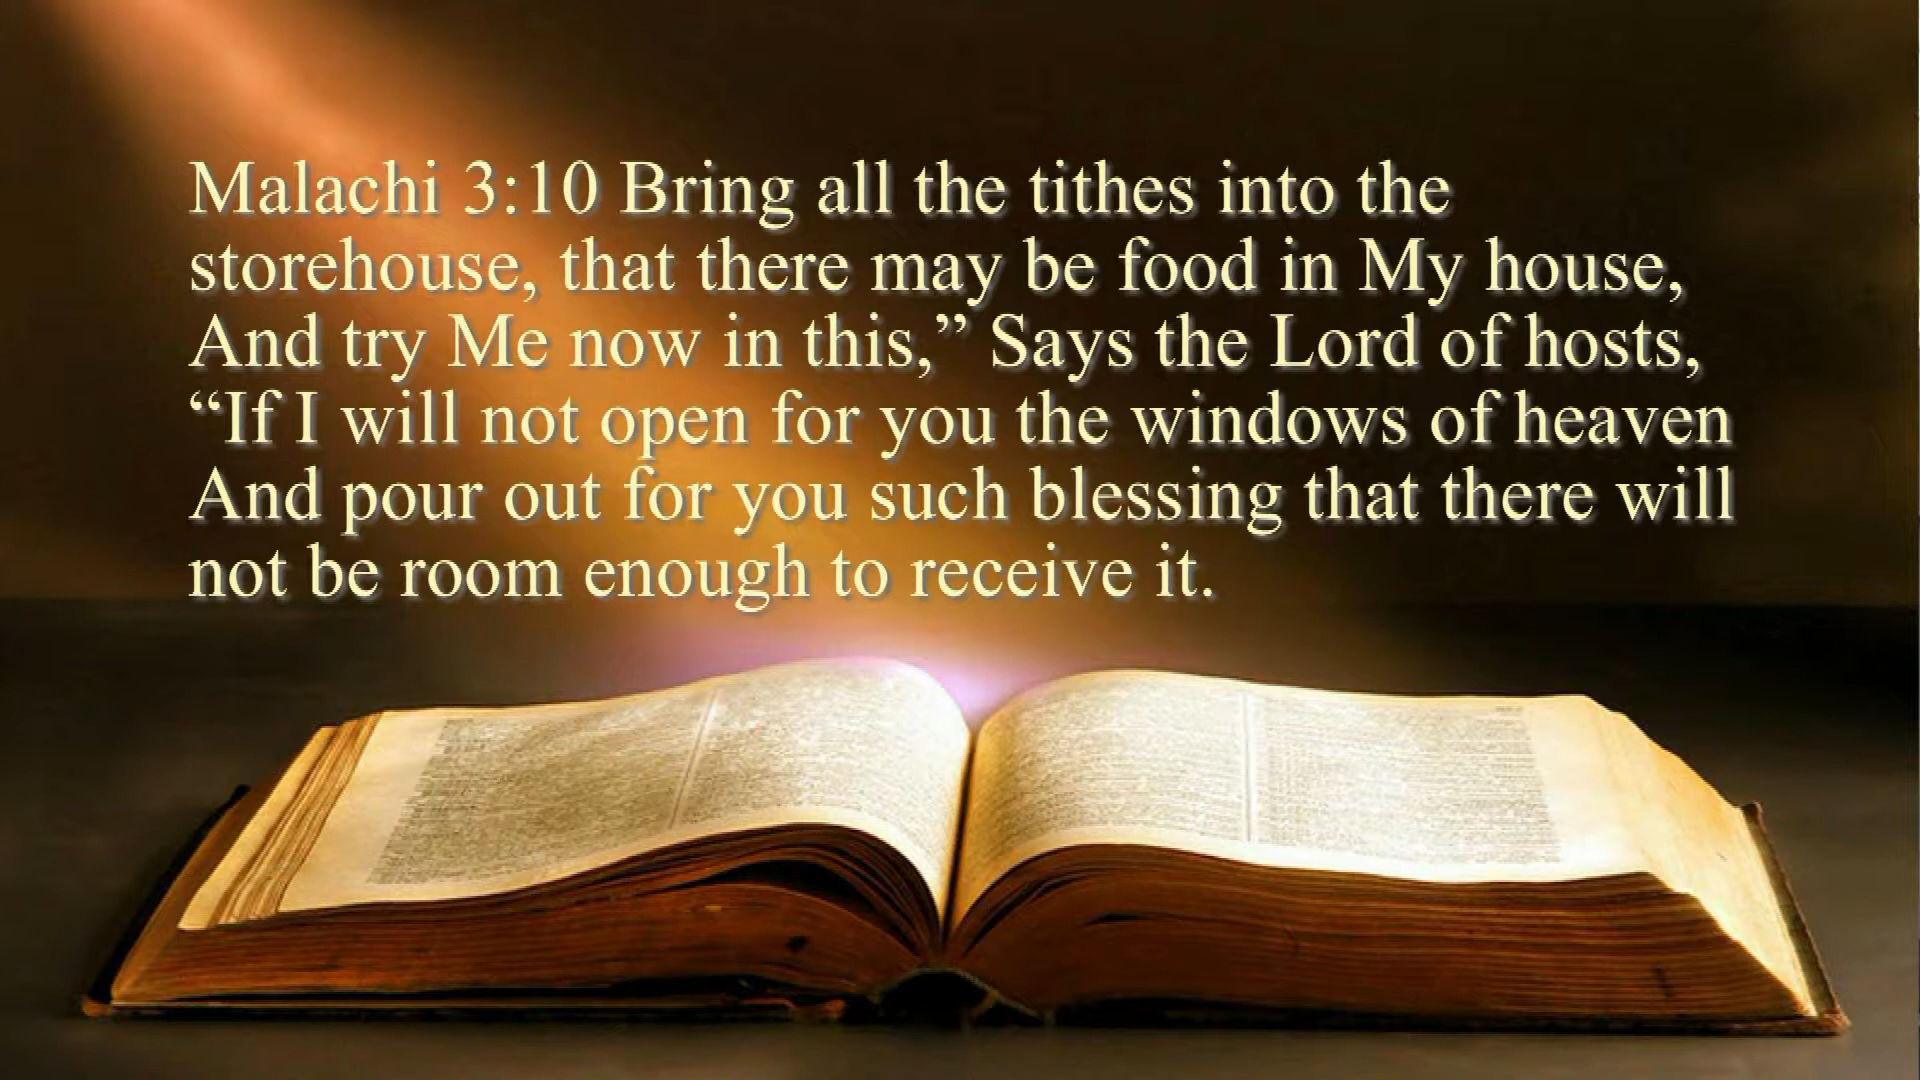 Malachi 3:10 Bring all the tithes into the
storehouse, that there may be food in My house,
And try Me now in this,” Says the Lord of hosts,
“If I will not open for you the windows of heaven
And pour out for you such blessing that there will
not be room enough to receive it.